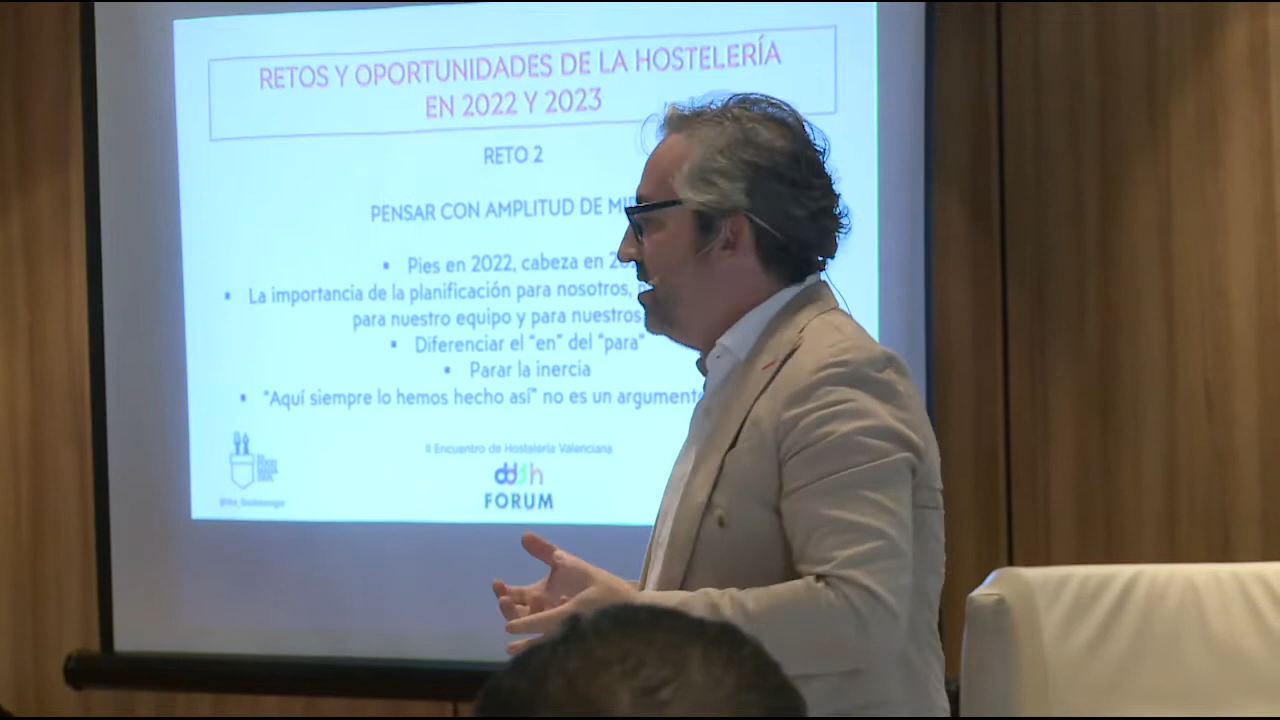 RETOS Y OPORTUNIDADES DE LA HOSTELERÍA
EN 2022 Y 2023
RETO 2
PENSAR CON AMPLITUD DE
▪ Pies en 2022, cabeza en
▪ La importancia de la planificación para nosotros,
para nuestro equipo y para nuestros
▪ Diferenciar el "en" del "para"
▪ Parar la inercia
▪ "Aquí siempre lo hemos hecho así" no es un argumento
II Encuentro de Hostelería Valenciana
FORUM